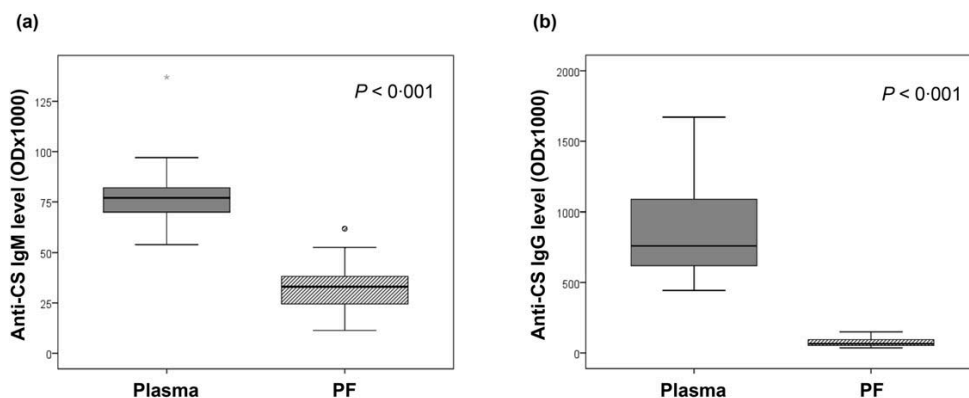 (a)
Anti-CS IgM level (ODx1000)
125
100
75
50
25
0
P < 0·001
*
Plasma
PF
(b)
Anti-CS IgG level (ODx1000)
2000
1500
1000
500
0
P < 0·001
Plasma
PF